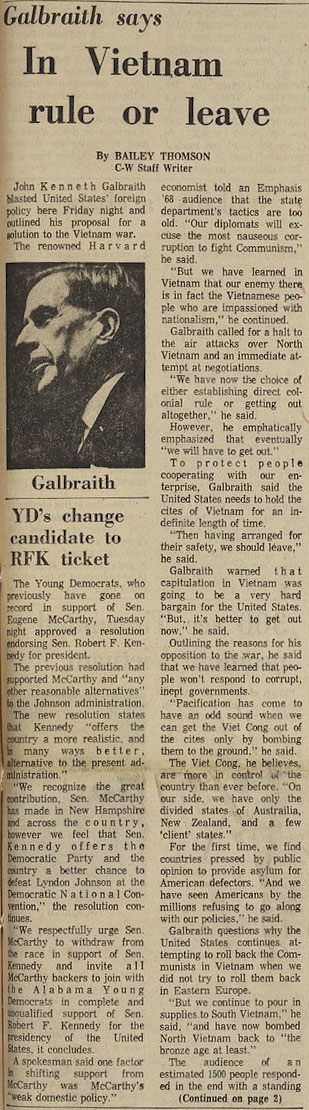 Galbraith says
In Vietnam
rule or leave
By BAILEY THOMSON
C-W Staff Writer
John Kenneth Galbraith
blasted United States' foreign
policy here Friday night and
outlined his proposal for a
solution to the Vietnam war.
The renowned Harvard
Galbraith
economist told an Emphasis
'68 audience that the state
department's tactics are too
old. "Our diplomats will ex-
cuse the most nauseous cor-
ruption to fight Communism,"
he said.
"But we have learned in
Vietnam that our enemy there
is in fact the Vietnamese peo-
ple who are impassioned with
nationalism," he continued.
Galbraith called for a halt to
the air attacks over North
Vietnam and an immediate at-
tempt at negotiations.
"We have now the choice of
either establishing direct col-
onial rule or getting out
altogether," he said.
However, he emphatically
emphasized that eventually
"we will have to get out."
To protect people
cooperating with our en-
terprise, Galbraith said the
United States needs to hold the
cites of Vietnam for an in-
definite length of time.
"Then having arranged for
their safety, we should leave,"
he said.
Galbraith warned that
capitulation in Vietnam was
going to be a very hard
bargain for the United States.
"But, it's better to get out
now," he said.
Outlining the reasons for his
opposition to the war, he said
that we have learned that peo-
ple won't respond to corrupt,
inept governments.
"Pacification has come to
have an odd sound when we
can get the Viet Cong out of
the cites only by bombing
them to the ground," he said.
The Viet Cong, he believes,
are more in control of the
country than ever before. "On
our side, we have only the
divided states of Austrailia,
New Zealand, and a few
'client' states."
For the first time, we find
countries pressed by public
opinion to provide asylum for
American defectors. "And we
have seen Americans by the
millions refusing to go along
with our policies," he said.
Galbraith questions why the
United States continues at-
tempting to roll back the Com-
munists in Vietnam when we
did not try to roll them back
in Eastern Europe.
"But we continue to pour in
supplies to South Vietnam," he
said, "and have now bombed
North Vietnam back to "the
bronze age at least."
The audience of an
estimated 1500 people respond-
ed in the end with a standing
(Continued on page 2)
YD's change
candidate to
RFK ticket
The Young Democrats, who
previously have gone on
record in support of Sen.
Eugene McCarthy, Tuesday
night approved a resolution
endorsing Sen. Robert F. Ken-
nedy for president.
The previous resolution had
supported McCarthy and "any
other reasonable alternatives"
to the Johnson administration.
The new resolution states
that Kennedy "offers the
country a more realistic, and
in many ways better,
alternative to the present ad-
ministration."
"We recognize the great
contribution, Sen. McCarthy
has made in New Hampshire
and across the country,
however we feel that Sen.
Kennedy offers the
Democratic Party and the
country a better chance to
defeat Lyndon Johnson at the
Democratic National Con-
vention," the resolution con-
tinues.
"We respectfully urge Sen.
McCarthy to withdraw from
the race in support of Sen.
Kennedy and invite all
McCarthy backers to join with
the Alabama Young
Democrats in complete and
unqualified support of Sen.
Robert F. Kennedy for the
presidency of the United
States, it concludes.
A spokesman said one factor
in shifting support from
McCarthy was McCarthy's
"weak domestic policy."